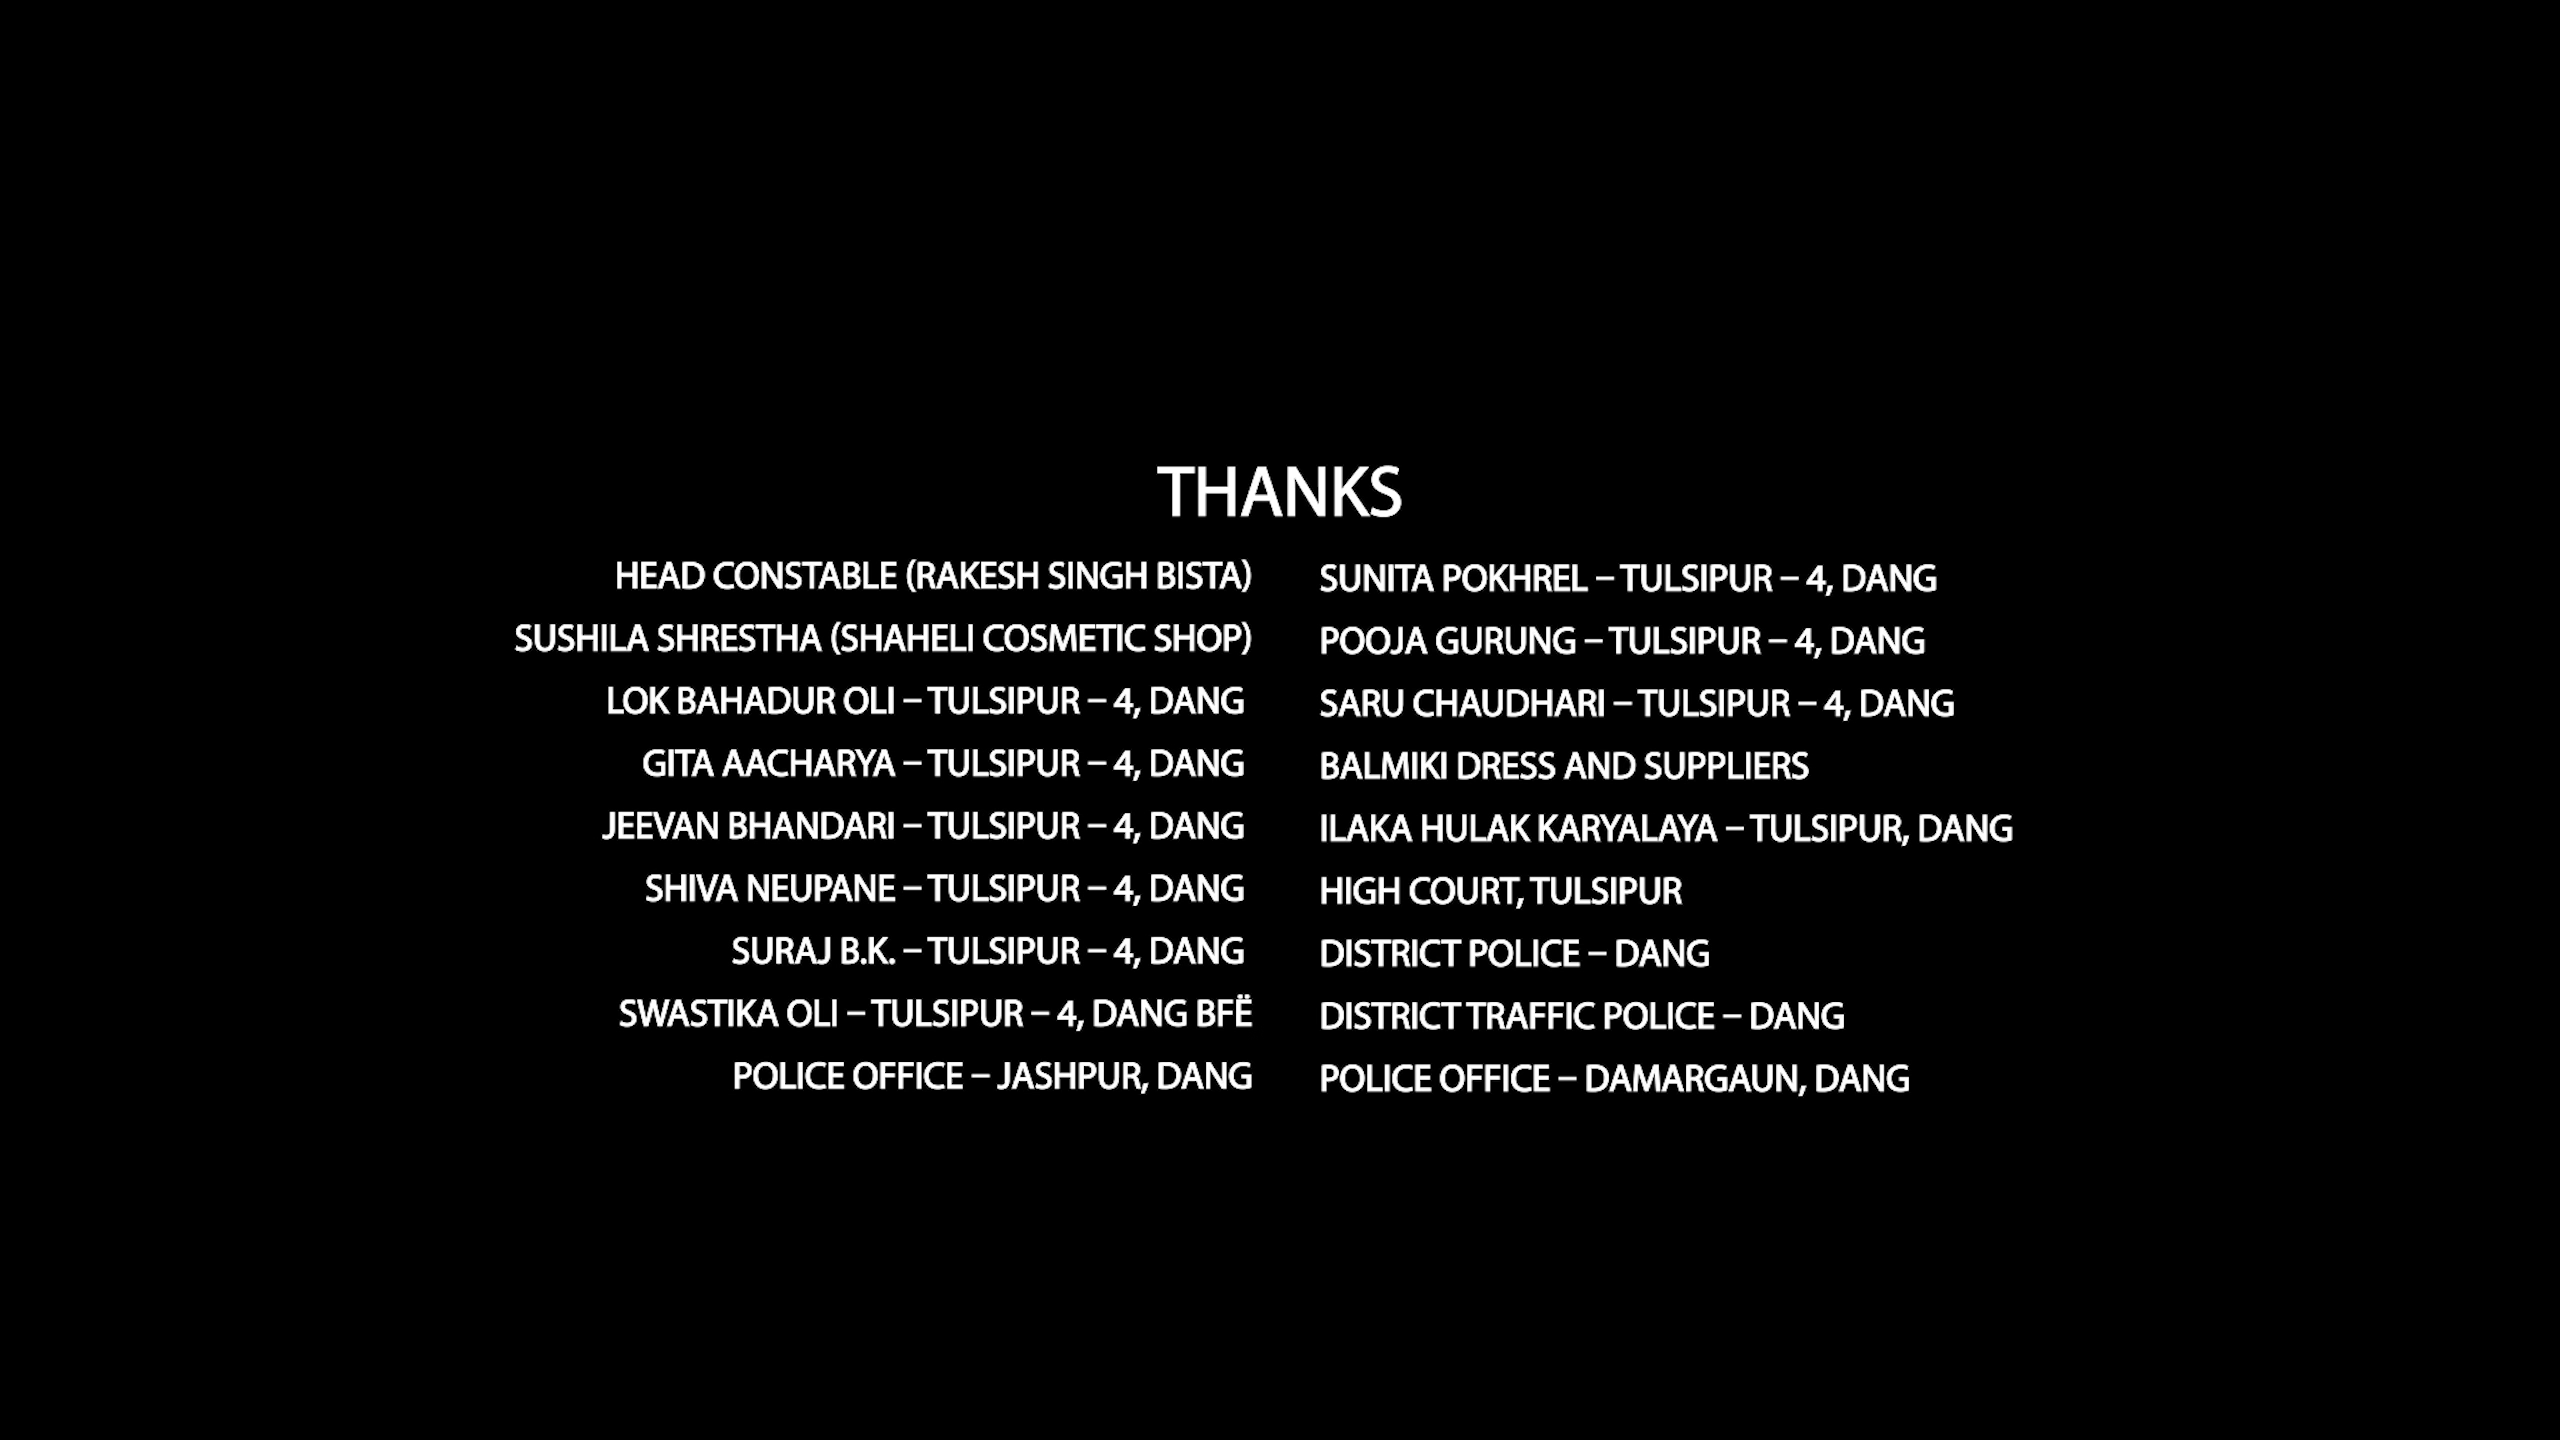 THANKS
HEAD CONSTABLE (RAKESH SINGH BISTA)
SUSHILA SHRESTHA (SHAHELI COSMETIC SHOP)
LOK BAHADUR OLI – TULSIPUR – 4, DANG
GITA AACHARYA – TULSIPUR – 4, DANG
JEEVAN BHANDARI – TULSIPUR – 4, DANG
SHIVA NEUPANE – TULSIPUR – 4, DANG
SURAJ B.K. – TULSIPUR – 4, DANG
SWASTIKA OLI – TULSIPUR – 4, DANG BFË
POLICE OFFICE – JASHPUR, DANG
SUNITA POKHREL – TULSIPUR – 4, DANG
POOJA GURUNG – TULSIPUR – 4, DANG
SARU CHAUDHARI – TULSIPUR – 4, DANG
BALMIKI DRESS AND SUPPLIERS
ILAKA HULAK KARYALAYA – TULSIPUR, DANG
HIGH COURT, TULSIPUR
DISTRICT POLICE – DANG
DISTRICT TRAFFIC POLICE – DANG
POLICE OFFICE – DAMARGAUN, DANG